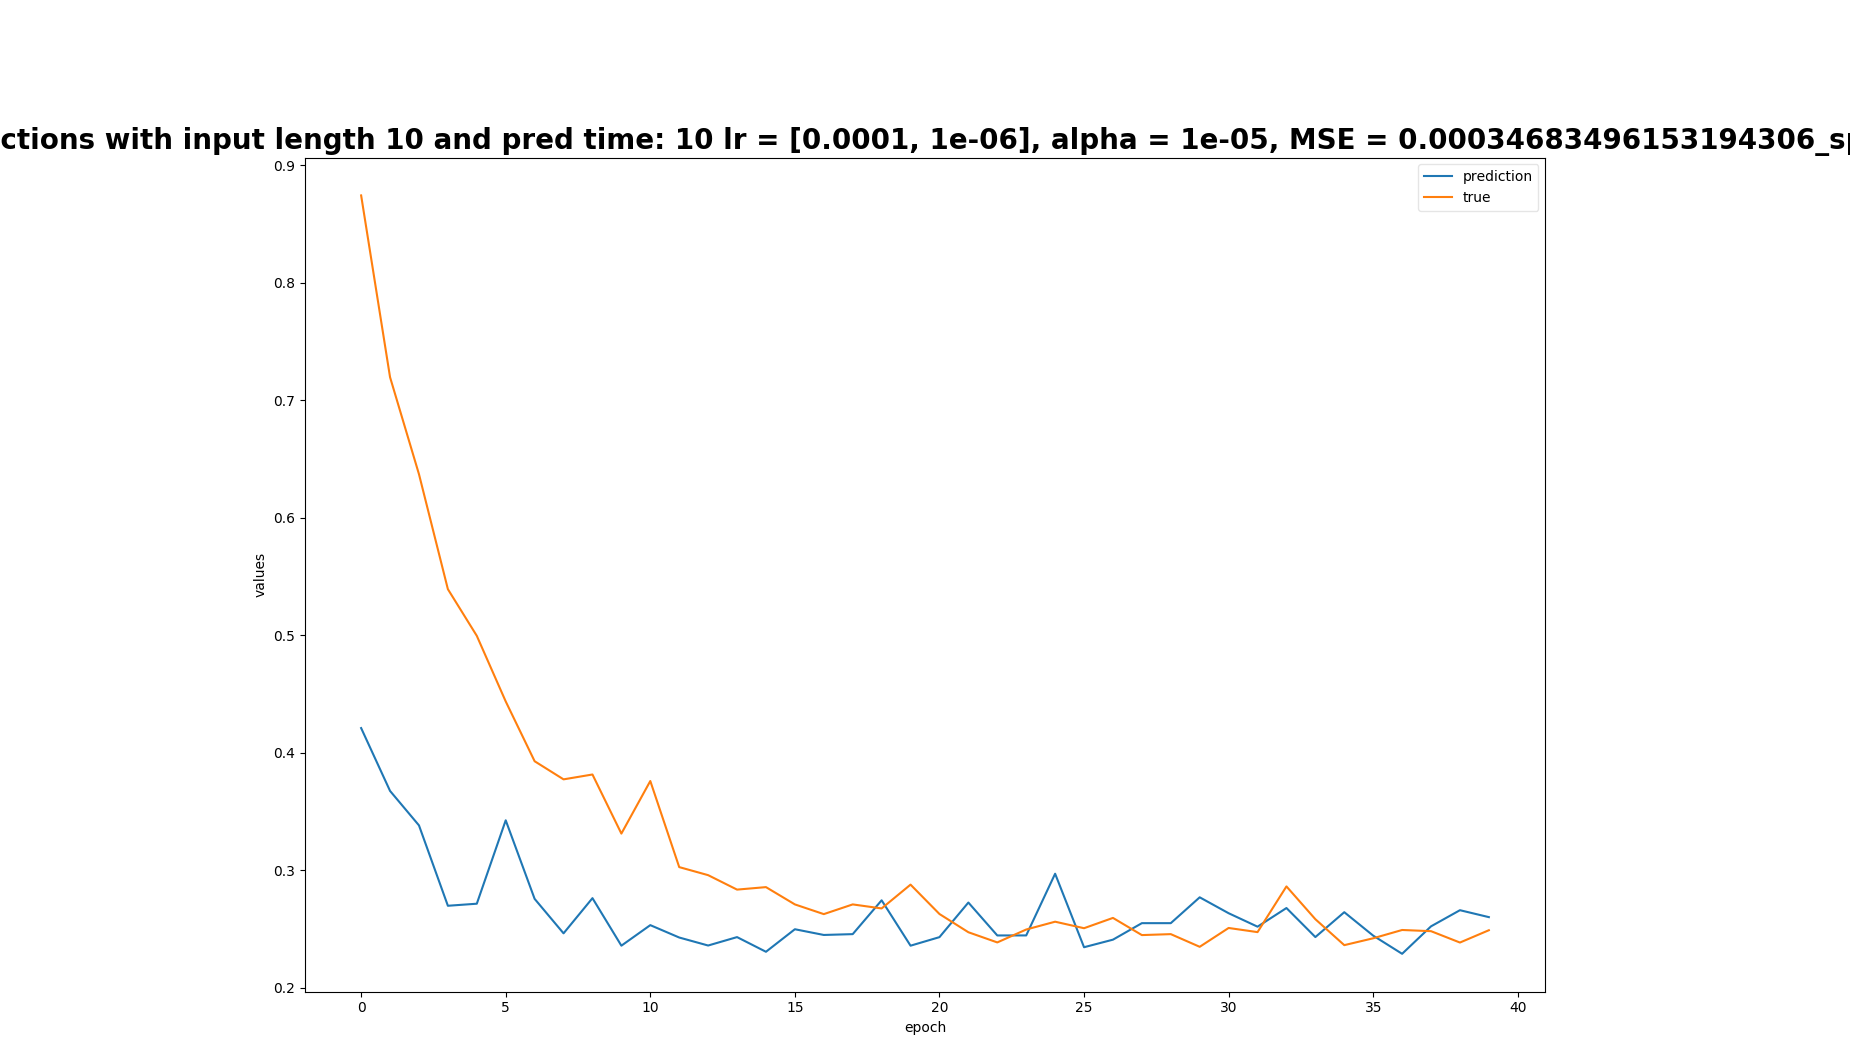 ctions with input length 10 and pred time: 10 lr = [0.0001, 1e-06], alpha = 1e-05, MSE = 0.00034683496153194306_sp
prediction
true
0.9
0.8
0.7
0.6
0.5
0.4
0.3
0.2
values
0 5 10 15 20 25 30 35 40
epoch